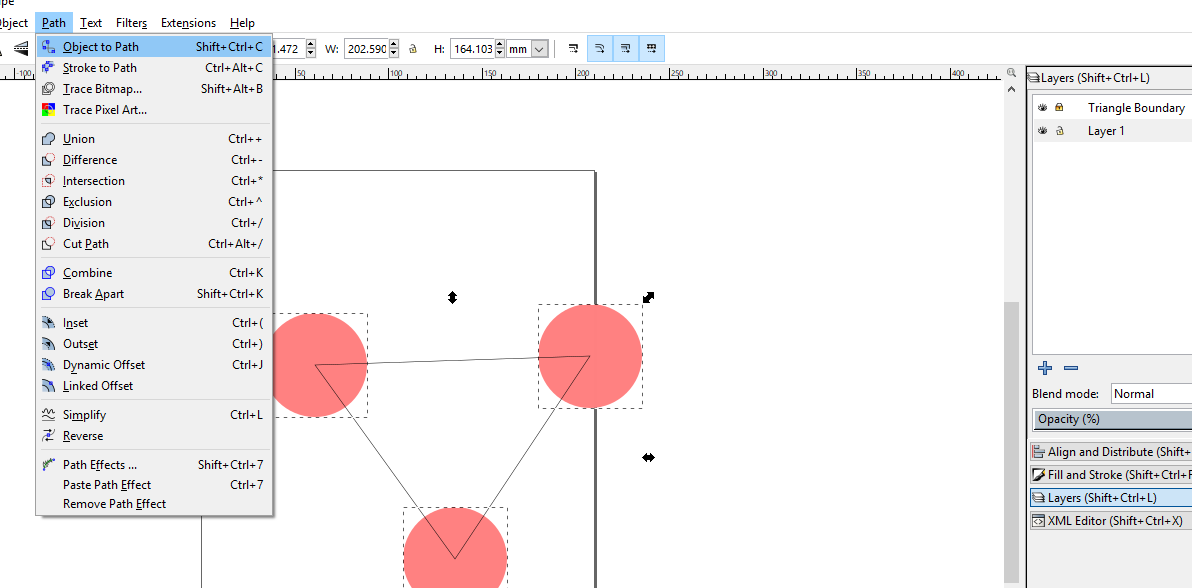 Object Path Text Filters Extensions Help
1.472 W: 202.590 H: 164.103 mm
-100 50 100 150 200 250 300 350 400
Object to Path Shift+Ctrl+C
Stroke to Path Ctrl+Alt+C
Trace Bitmap... Shift+Alt+B
Trace Pixel Art...
Union Ctrl++
Difference Ctrl+-
Intersection Ctrl+*
Exclusion Ctrl+^
Division Ctrl+/
Cut Path Ctrl+Alt+/
Combine Ctrl+K
Break Apart Shift+Ctrl+K
Inset Ctrl+(
Outset Ctrl+)
Dynamic Offset Ctrl+J
Linked Offset
Simplify Ctrl+L
Reverse
Path Effects ... Shift+Ctrl+7
Paste Path Effect Ctrl+7
Remove Path Effect
Layers (Shift+Ctrl+L)
Triangle Boundary
Layer 1
Blend mode: Normal
Opacity (%)
Align and Distribute (Shift+
Fill and Stroke (Shift+Ctrl+F
Layers (Shift+Ctrl+L)
XML Editor (Shift+Ctrl+X)